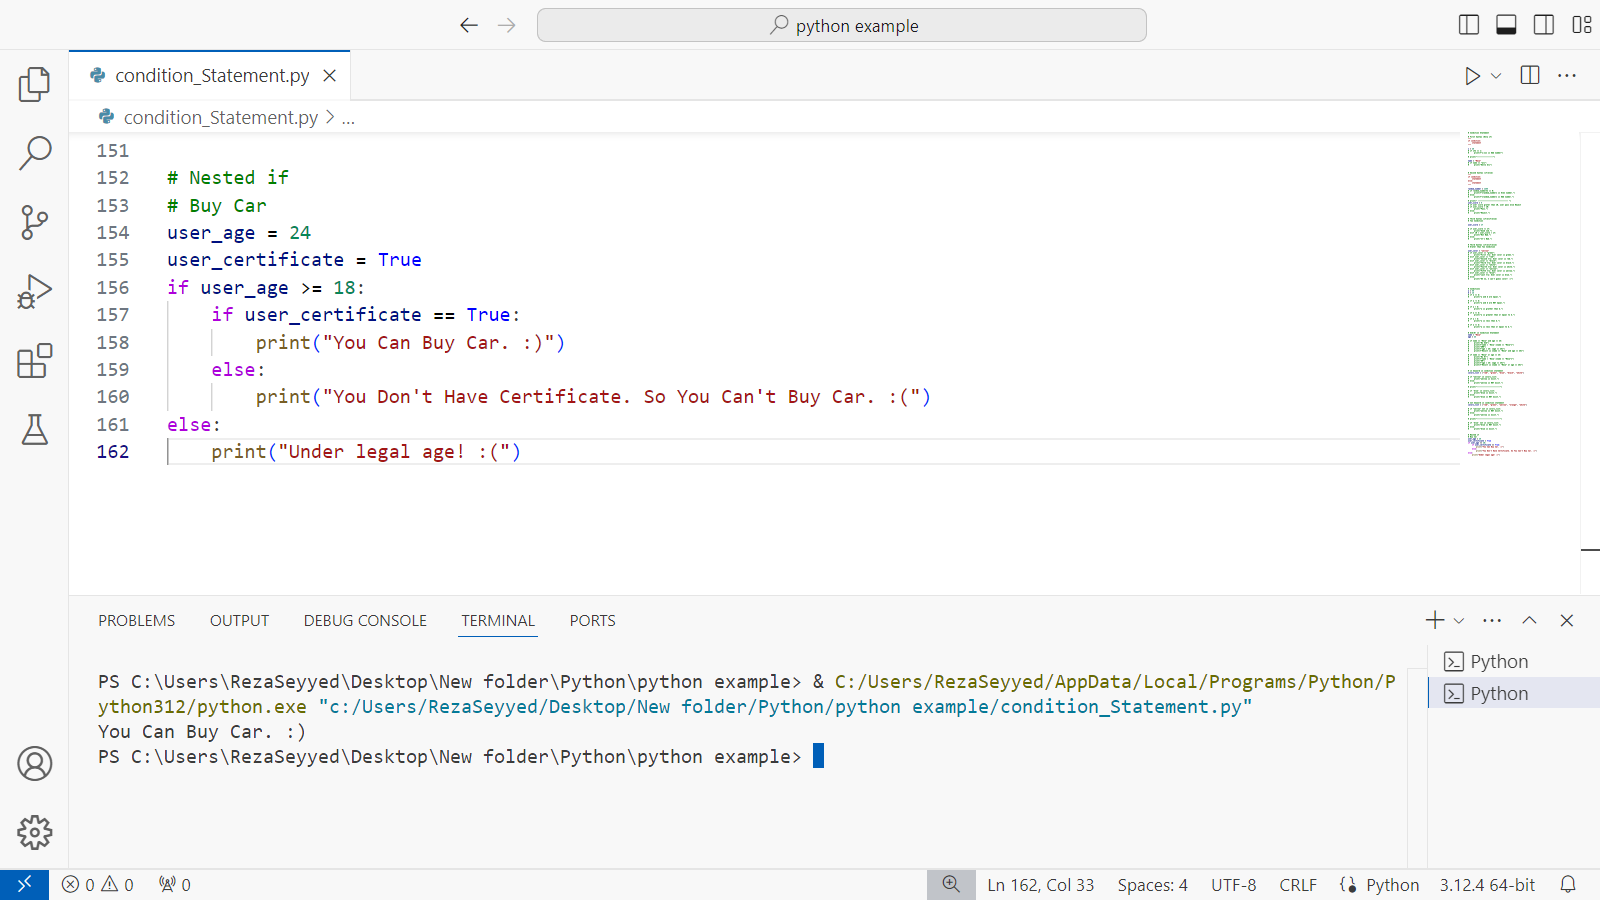 python example
condition_Statement.py
condition_Statement.py > ...
151
152 # Nested if
153 # Buy Car
154 user_age = 24
155 user_certificate = True
156 if user_age >= 18:
157     if user_certificate == True:
158         print("You Can Buy Car. :)")
159     else:
160         print("You Don't Have Certificate. So You Can't Buy Car. :(")
161 else:
162     print("Under legal age! :(")
PROBLEMS OUTPUT DEBUG CONSOLE TERMINAL PORTS
PS C:\Users\RezaSeyyed\Desktop\New folder\Python\python example> & C:/Users/RezaSeyyed/AppData/Local/Programs/Python/P
ython312/python.exe "c:/Users/RezaSeyyed/Desktop/New folder/Python/python example/condition_Statement.py"
You Can Buy Car. :)
PS C:\Users\RezaSeyyed\Desktop\New folder\Python\python example>
Python
Python
0 0 0 Ln 162, Col 33 Spaces: 4 UTF-8 CRLF Python 3.12.4 64-bit